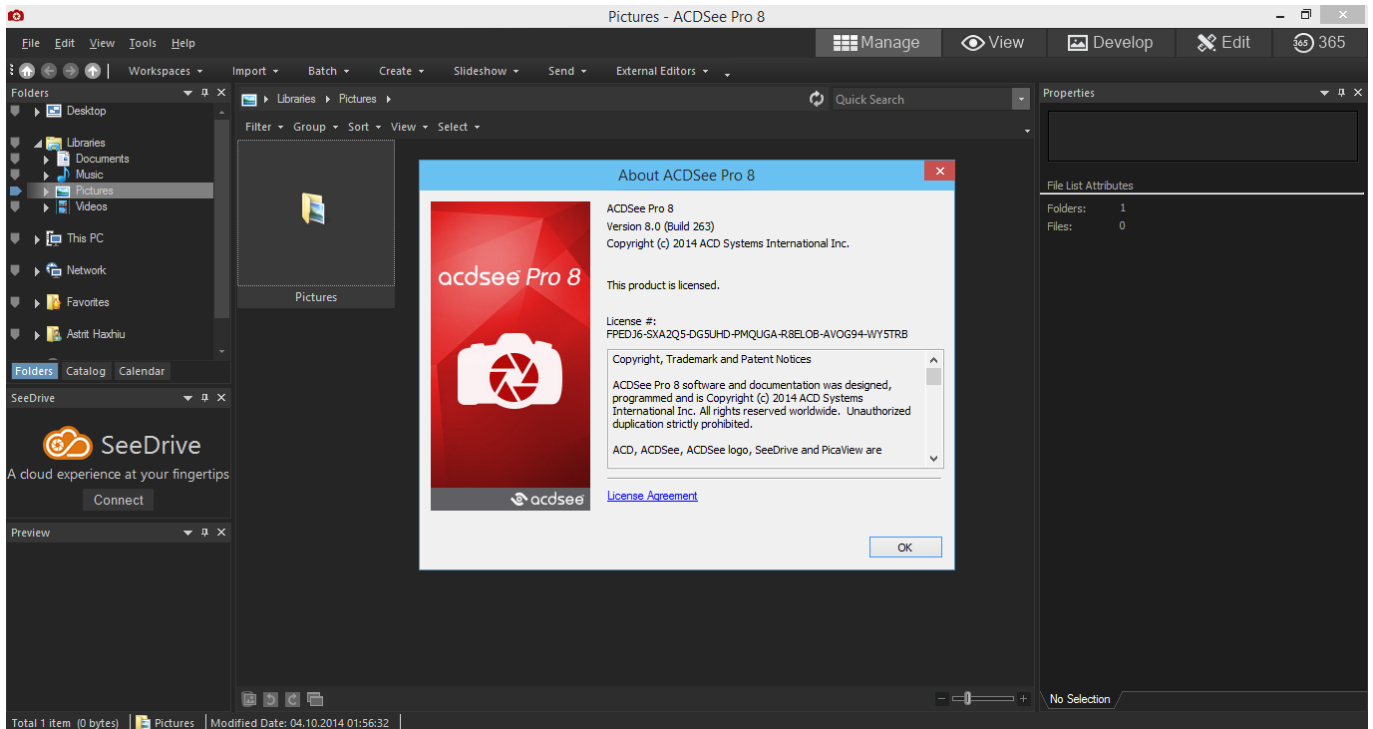 Pictures - ACDSee Pro 8
File Edit View Tools Help
Manage View Develop Edit 365 365
Workspaces Import Batch Create Slideshow Send External Editors
Folders
Desktop
Libraries
Documents
Music
Pictures
Videos
This PC
Network
Favorites
Astrit Haxhiu
Folders Catalog Calendar
SeeDrive
SeeDrive
A cloud experience at your fingertips
Connect
Preview
Libraries Pictures
Quick Search
Filter Group Sort View Select
Pictures
About ACDSee Pro 8
acdsee Pro 8
acdsee
ACDSee Pro 8
Version 8.0 (Build 263)
Copyright (c) 2014 ACD Systems International Inc.
This product is licensed.
License #:
FPEDJ6-SXA2Q5-DG5UHD-PMQUGA-R8ELOB-AVOG94-WY5TRB
Copyright, Trademark and Patent Notices
ACDSee Pro 8 software and documentation was designed,
programmed and is Copyright (c) 2014 ACD Systems
International Inc. All rights reserved worldwide. Unauthorized
duplication strictly prohibited.
ACD, ACDSee, ACDSee logo, SeeDrive and PicaView are
License Agreement
OK
Properties
File List Attributes
Folders: 1
Files: 0
No Selection
Total 1 item (0 bytes) Pictures Modified Date: 04.10.2014 01:56:32